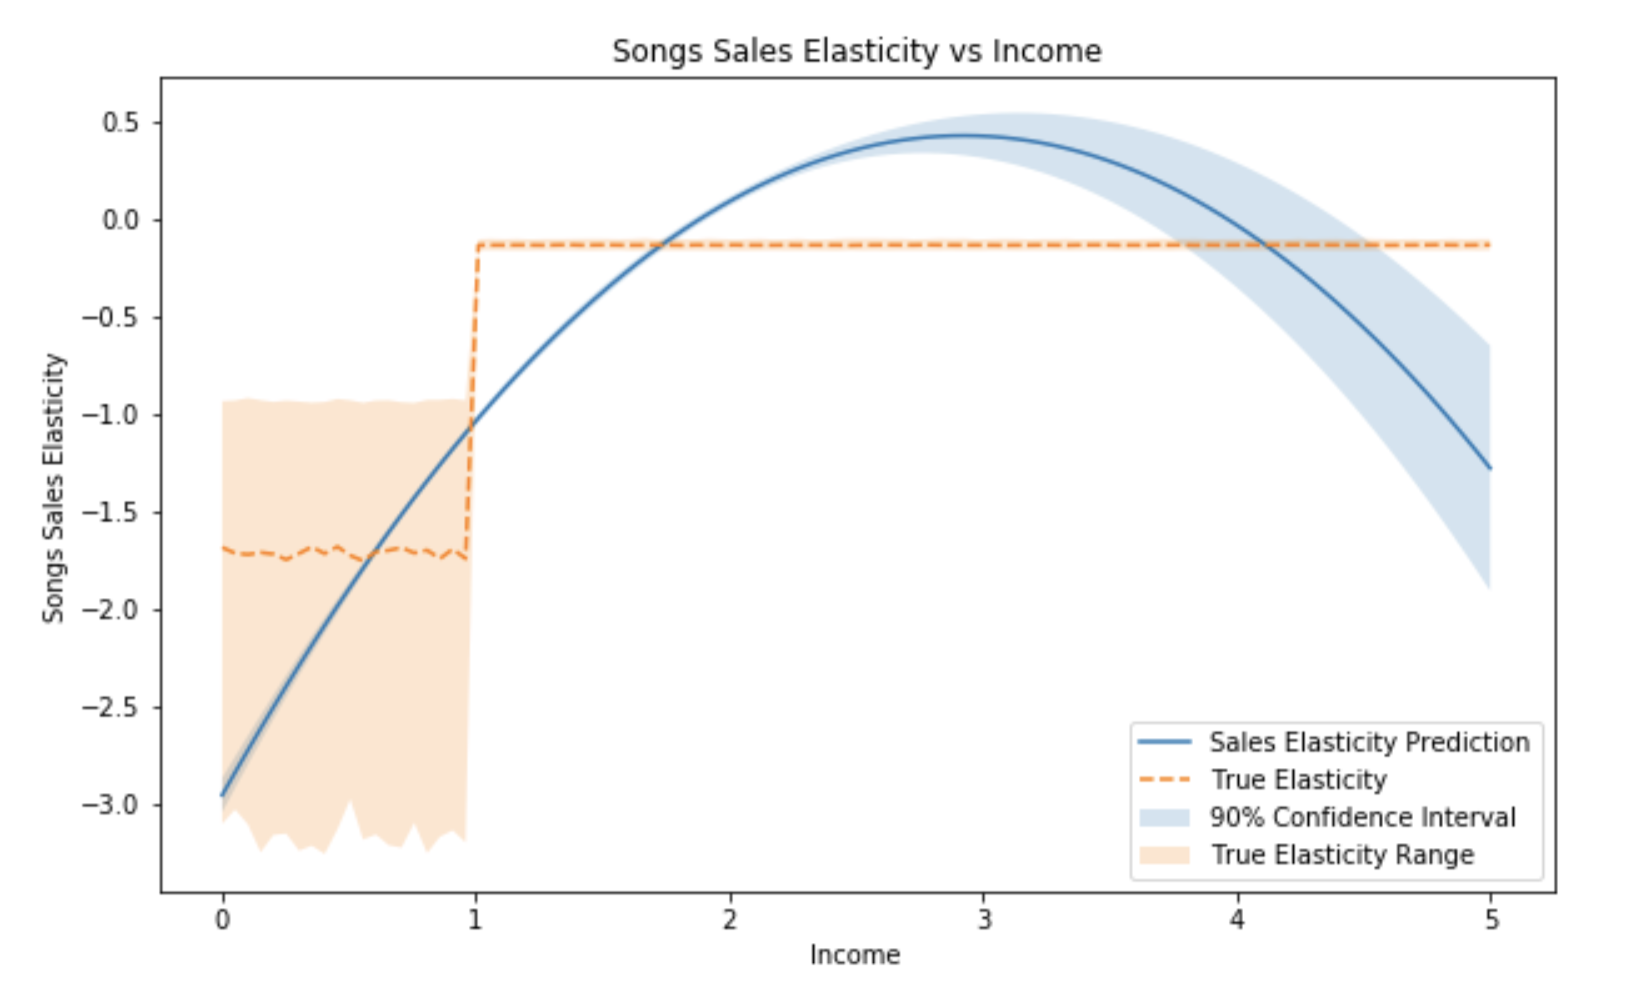 Songs Sales Elasticity vs Income
Songs Sales Elasticity
0.5
0.0
−0.5
−1.0
−1.5
−2.0
−2.5
−3.0
Sales Elasticity Prediction
True Elasticity
90% Confidence Interval
True Elasticity Range
0 1 2 3 4 5
Income